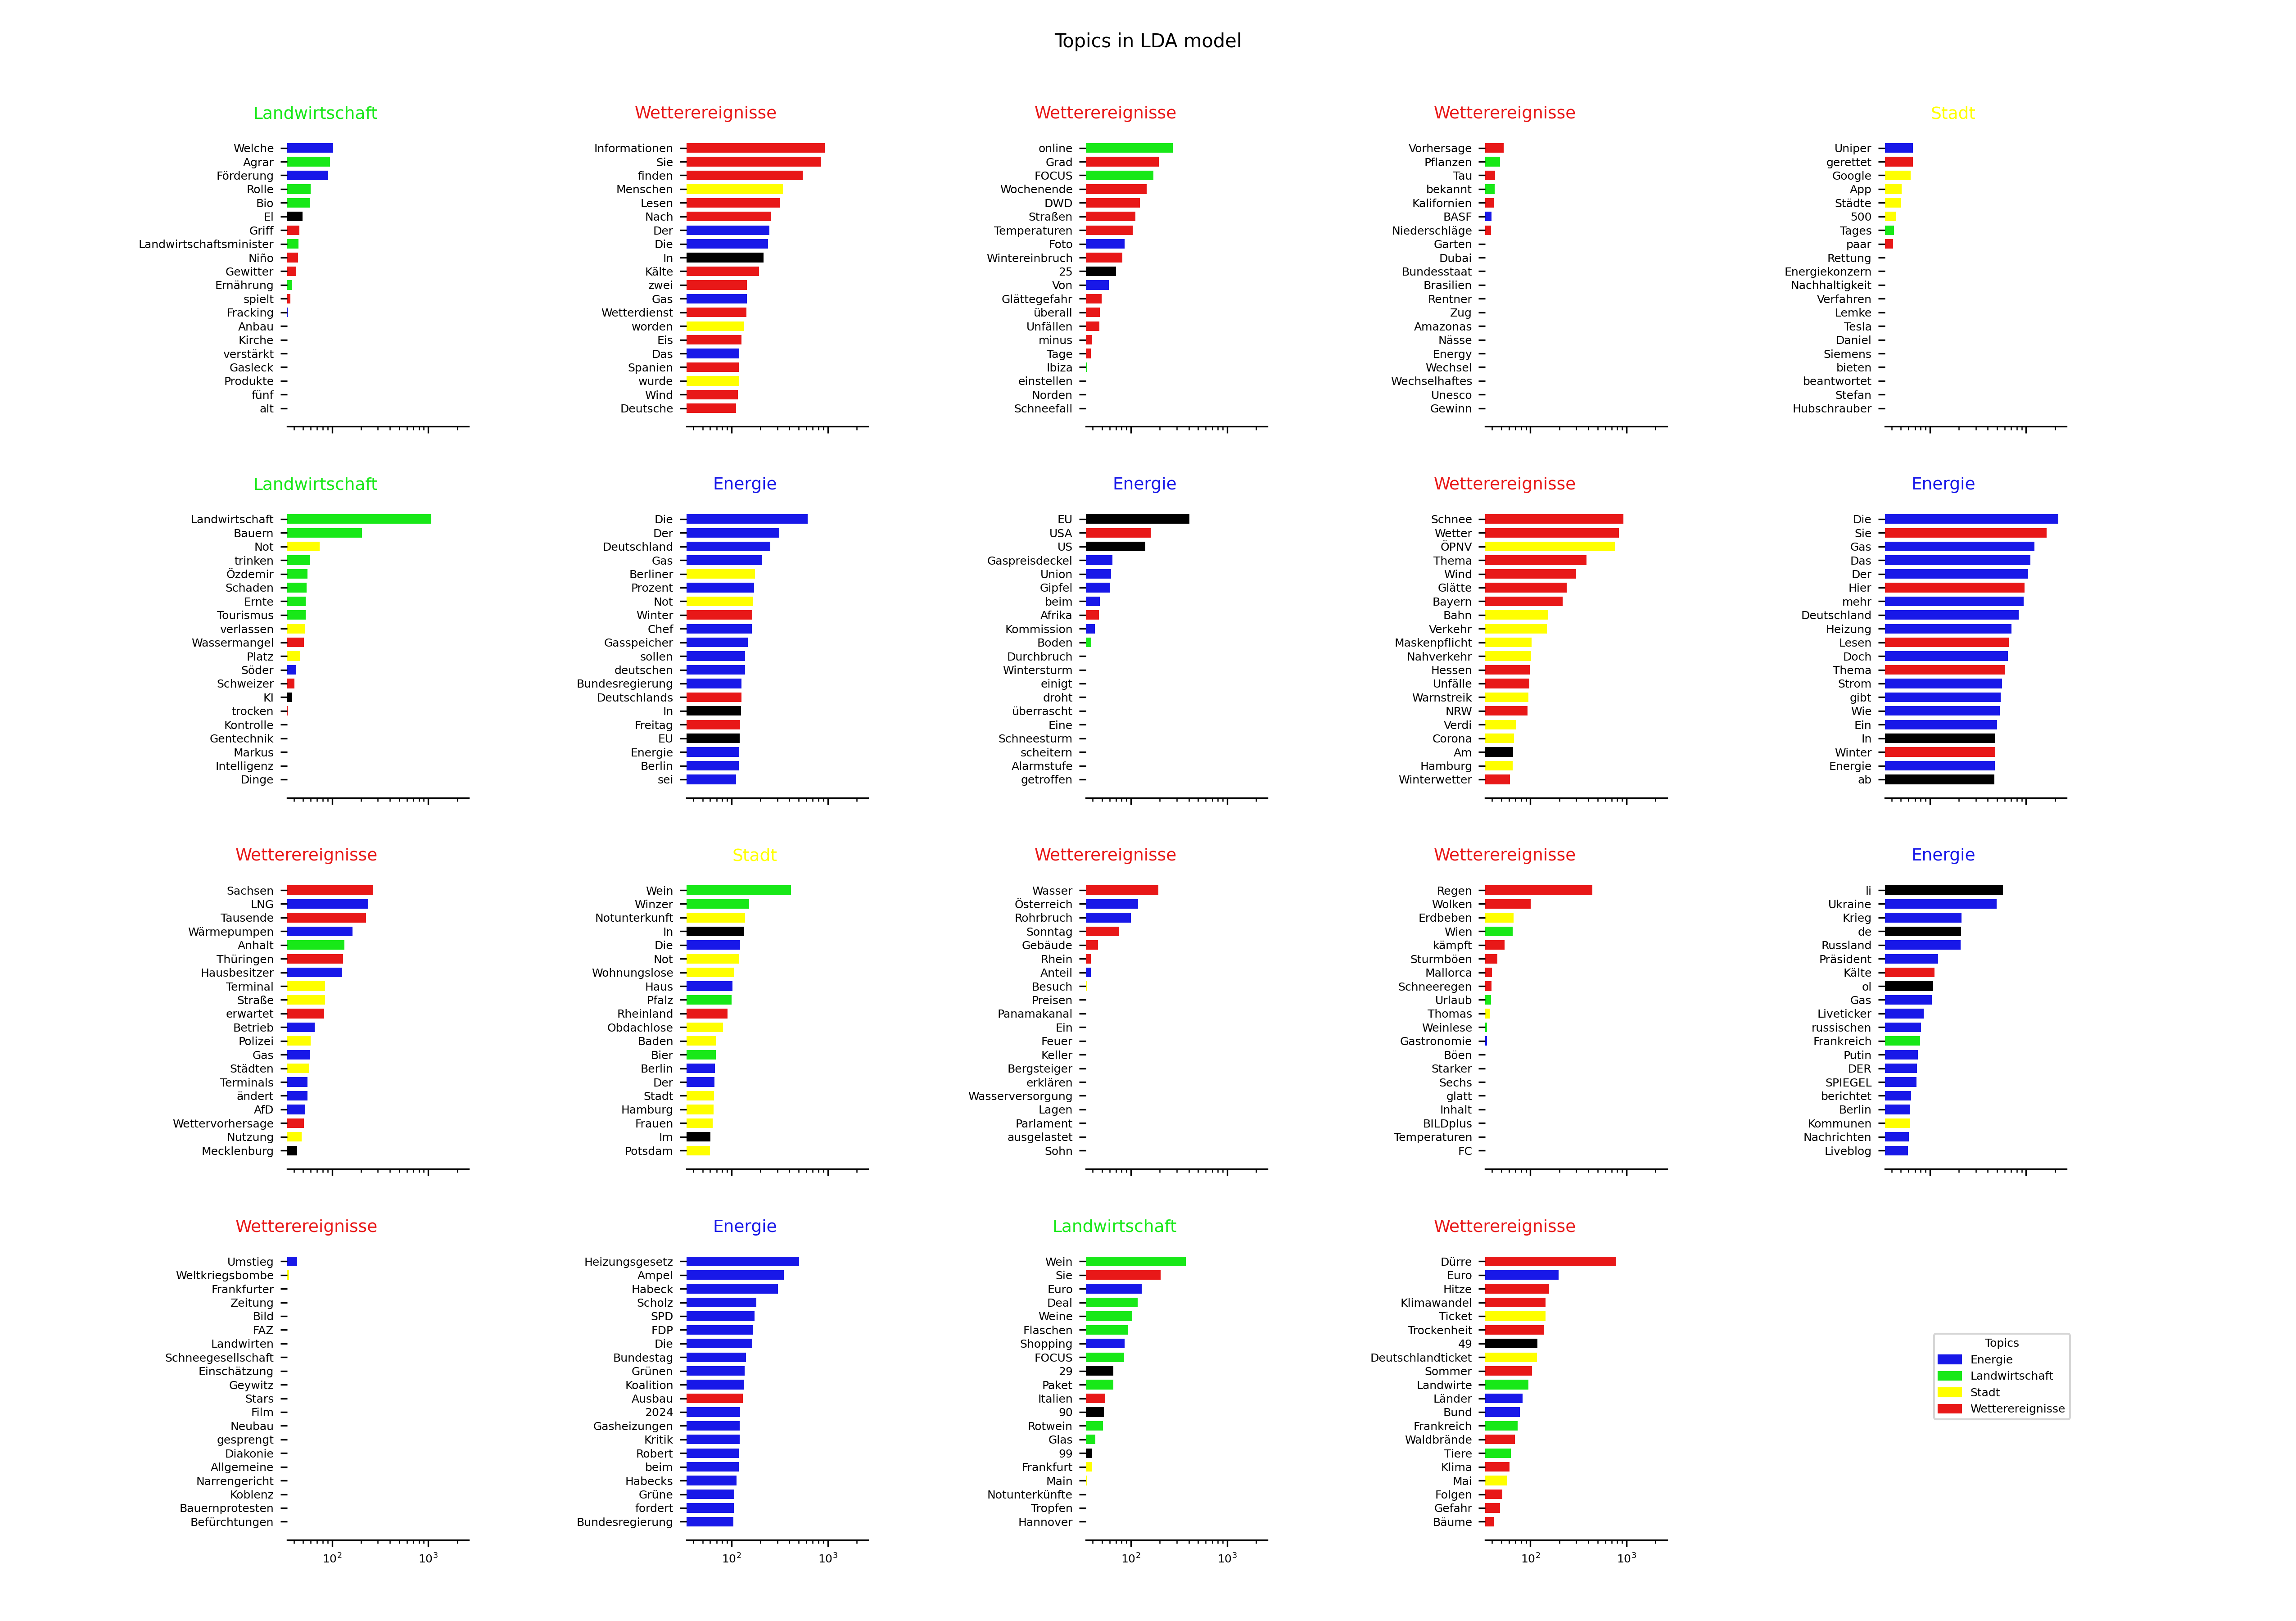 Topics in LDA model
Landwirtschaft
Welche
Agrar
Förderung
Rolle
Bio
El
Griff
Landwirtschaftsminister
Niño
Gewitter
Ernährung
spielt
Fracking
Anbau
Kirche
verstärkt
Gasleck
Produkte
fünf
alt
Wetterereignisse
Informationen
Sie
finden
Menschen
Lesen
Nach
Der
Die
In
Kälte
zwei
Gas
Wetterdienst
worden
Eis
Das
Spanien
wurde
Wind
Deutsche
Wetterereignisse
online
Grad
FOCUS
Wochenende
DWD
Straßen
Temperaturen
Foto
Wintereinbruch
25
Von
Glättegefahr
überall
Unfällen
minus
Tage
Ibiza
einstellen
Norden
Schneefall
Wetterereignisse
Vorhersage
Pflanzen
Tau
bekannt
Kalifornien
BASF
Niederschläge
Garten
Dubai
Bundesstaat
Brasilien
Rentner
Zug
Amazonas
Nässe
Energy
Wechsel
Wechselhaftes
Unesco
Gewinn
Stadt
Uniper
gerettet
Google
App
Städte
500
Tages
paar
Rettung
Energiekonzern
Nachhaltigkeit
Verfahren
Lemke
Tesla
Daniel
Siemens
bieten
beantwortet
Stefan
Hubschrauber
Landwirtschaft
Landwirtschaft
Bauern
Not
trinken
Özdemir
Schaden
Ernte
Tourismus
verlassen
Wassermangel
Platz
Söder
Schweizer
KI
trocken
Kontrolle
Gentechnik
Markus
Intelligenz
Dinge
Energie
Die
Der
Deutschland
Gas
Berliner
Prozent
Not
Winter
Chef
Gasspeicher
sollen
deutschen
Bundesregierung
Deutschlands
In
Freitag
EU
Energie
Berlin
sei
Energie
EU
USA
US
Gaspreisdeckel
Union
Gipfel
beim
Afrika
Kommission
Boden
Durchbruch
Wintersturm
einigt
droht
überrascht
Eine
Schneesturm
scheitern
Alarmstufe
getroffen
Wetterereignisse
Schnee
Wetter
ÖPNV
Thema
Wind
Glätte
Bayern
Bahn
Verkehr
Maskenpflicht
Nahverkehr
Hessen
Unfälle
Warnstreik
NRW
Verdi
Corona
Am
Hamburg
Winterwetter
Energie
Die
Sie
Gas
Das
Der
Hier
mehr
Deutschland
Heizung
Lesen
Doch
Thema
Strom
gibt
Wie
Ein
In
Winter
Energie
ab
Wetterereignisse
Sachsen
LNG
Tausende
Wärmepumpen
Anhalt
Thüringen
Hausbesitzer
Terminal
Straße
erwartet
Betrieb
Polizei
Gas
Städten
Terminals
ändert
AfD
Wettervorhersage
Nutzung
Mecklenburg
Stadt
Wein
Winzer
Notunterkunft
In
Die
Not
Wohnungslose
Haus
Pfalz
Rheinland
Obdachlose
Baden
Bier
Berlin
Der
Stadt
Hamburg
Frauen
Im
Potsdam
Wetterereignisse
Wasser
Österreich
Rohrbruch
Sonntag
Gebäude
Rhein
Anteil
Besuch
Preisen
Panamakanal
Ein
Feuer
Keller
Bergsteiger
erklären
Wasserversorgung
Lagen
Parlament
ausgelastet
Sohn
Wetterereignisse
Regen
Wolken
Erdbeben
Wien
kämpft
Sturmböen
Mallorca
Schneeregen
Urlaub
Thomas
Weinlese
Gastronomie
Böen
Starker
Sechs
glatt
Inhalt
BILDplus
Temperaturen
FC
Energie
li
Ukraine
Krieg
de
Russland
Präsident
Kälte
ol
Gas
Liveticker
russischen
Frankreich
Putin
DER
SPIEGEL
berichtet
Berlin
Kommunen
Nachrichten
Liveblog
Wetterereignisse
Umstieg
Weltkriegsbombe
Frankfurter
Zeitung
Bild
FAZ
Landwirten
Schneegesellschaft
Einschätzung
Geywitz
Stars
Film
Neubau
gesprengt
Diakonie
Allgemeine
Narrengericht
Koblenz
Bauernprotesten
Befürchtungen
10² 10³
Energie
Heizungsgesetz
Ampel
Habeck
Scholz
SPD
FDP
Die
Bundestag
Grünen
Koalition
Ausbau
2024
Gasheizungen
Kritik
Robert
beim
Habecks
Grüne
fordert
Bundesregierung
10² 10³
Landwirtschaft
Wein
Sie
Euro
Deal
Weine
Flaschen
Shopping
FOCUS
29
Paket
Italien
90
Rotwein
Glas
99
Frankfurt
Main
Notunterkünfte
Tropfen
Hannover
10² 10³
Wetterereignisse
Dürre
Euro
Hitze
Klimawandel
Ticket
Trockenheit
49
Deutschlandticket
Sommer
Landwirte
Länder
Bund
Frankreich
Waldbrände
Tiere
Klima
Mai
Folgen
Gefahr
Bäume
10² 10³
Topics
Energie
Landwirtschaft
Stadt
Wetterereignisse